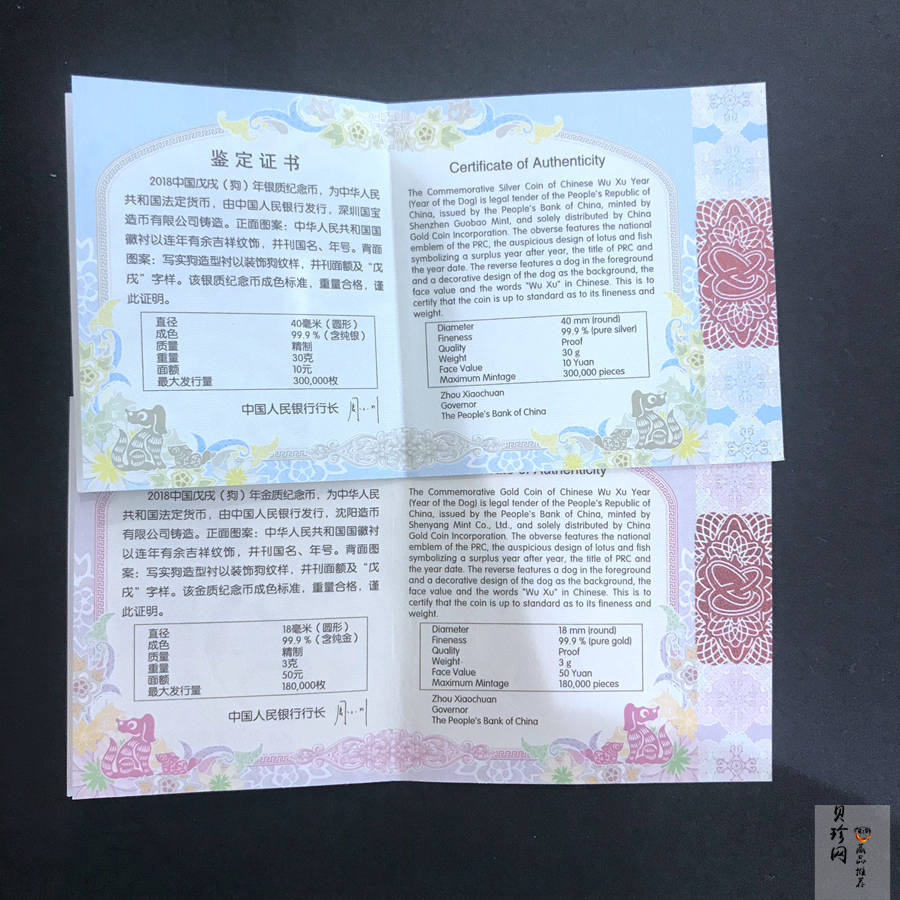 鉴定证书
2018中国戊戌（狗）年银质纪念币，为中华人民
共和国法定货币，由中国人民银行发行，深圳国宝
造币有限公司铸造。正面图案：中华人民共和国国
徽衬以连年有余吉祥纹饰，并刊国名、年号。背面
图案：写实狗造型衬以装饰狗纹样，并刊面额及“戊
戌”字样。该银质纪念币成色标准，重量合格，谨
此证明。
直径 40毫米（圆形）
成色 99.9％（含纯银）
质量 精制
重量 30克
面额 10元
最大发行量 300,000枚
中国人民银行行长
Certificate of Authenticity
The Commemorative Silver Coin of Chinese Wu Xu Year
(Year of the Dog) is legal tender of the People's Republic of
China, issued by the People's Bank of China, minted by
Shenzhen Guobao Mint, and solely distributed by China
Gold Coin Incorporation. The obverse features the national
emblem of the PRC, the auspicious design of lotus and fish
symbolizing a surplus year after year, the title of PRC and
the year date. The reverse features a dog in the foreground
and a decorative design of the dog as the background, the
face value and the words "Wu Xu" in Chinese. This is to
certify that the coin is up to standard as to its fineness and
weight.
Diameter 40 mm (round)
Fineness 99.9 % (pure silver)
Quality Proof
Weight 30 g
Face Value 10 Yuan
Maximum Mintage 300,000 pieces
Zhou Xiaochuan
Governor
The People's Bank of China
2018中国戊戌（狗）年金质纪念币，为中华人民
共和国法定货币，由中国人民银行发行，沈阳造币
有限公司铸造。正面图案：中华人民共和国国徽衬
以连年有余吉祥纹饰，并刊国名、年号。背面图
案：写实狗造型衬以装饰狗纹样，并刊面额及“戊
戌”字样。该金质纪念币成色标准，重量合格，谨
此证明。
直径 18毫米（圆形）
成色 99.9％（含纯金）
质量 精制
重量 3克
面额 50元
最大发行量 180,000枚
中国人民银行行长
of Authenticity
The Commemorative Gold Coin of Chinese Wu Xu Year
(Year of the Dog) is legal tender of the People's Republic of
China, issued by the People's Bank of China, minted by
Shenyang Mint Co., Ltd., and solely distributed by China
Gold Coin Incorporation. The obverse features the national
emblem of the PRC, the auspicious design of lotus and fish
symbolizing a surplus year after year, the title of PRC and
the year date. The reverse features a dog in the foreground
and a decorative design of the dog as the background, the
face value and the words "Wu Xu" in Chinese. This is to
certify that the coin is up to standard as to its fineness and
weight.
Diameter 18 mm (round)
Fineness 99.9 % (pure gold)
Quality Proof
Weight 3 g
Face Value 50 Yuan
Maximum Mintage 180,000 pieces
Zhou Xiaochuan
Governor
The People's Bank of China
贝珍网
藏品推荐